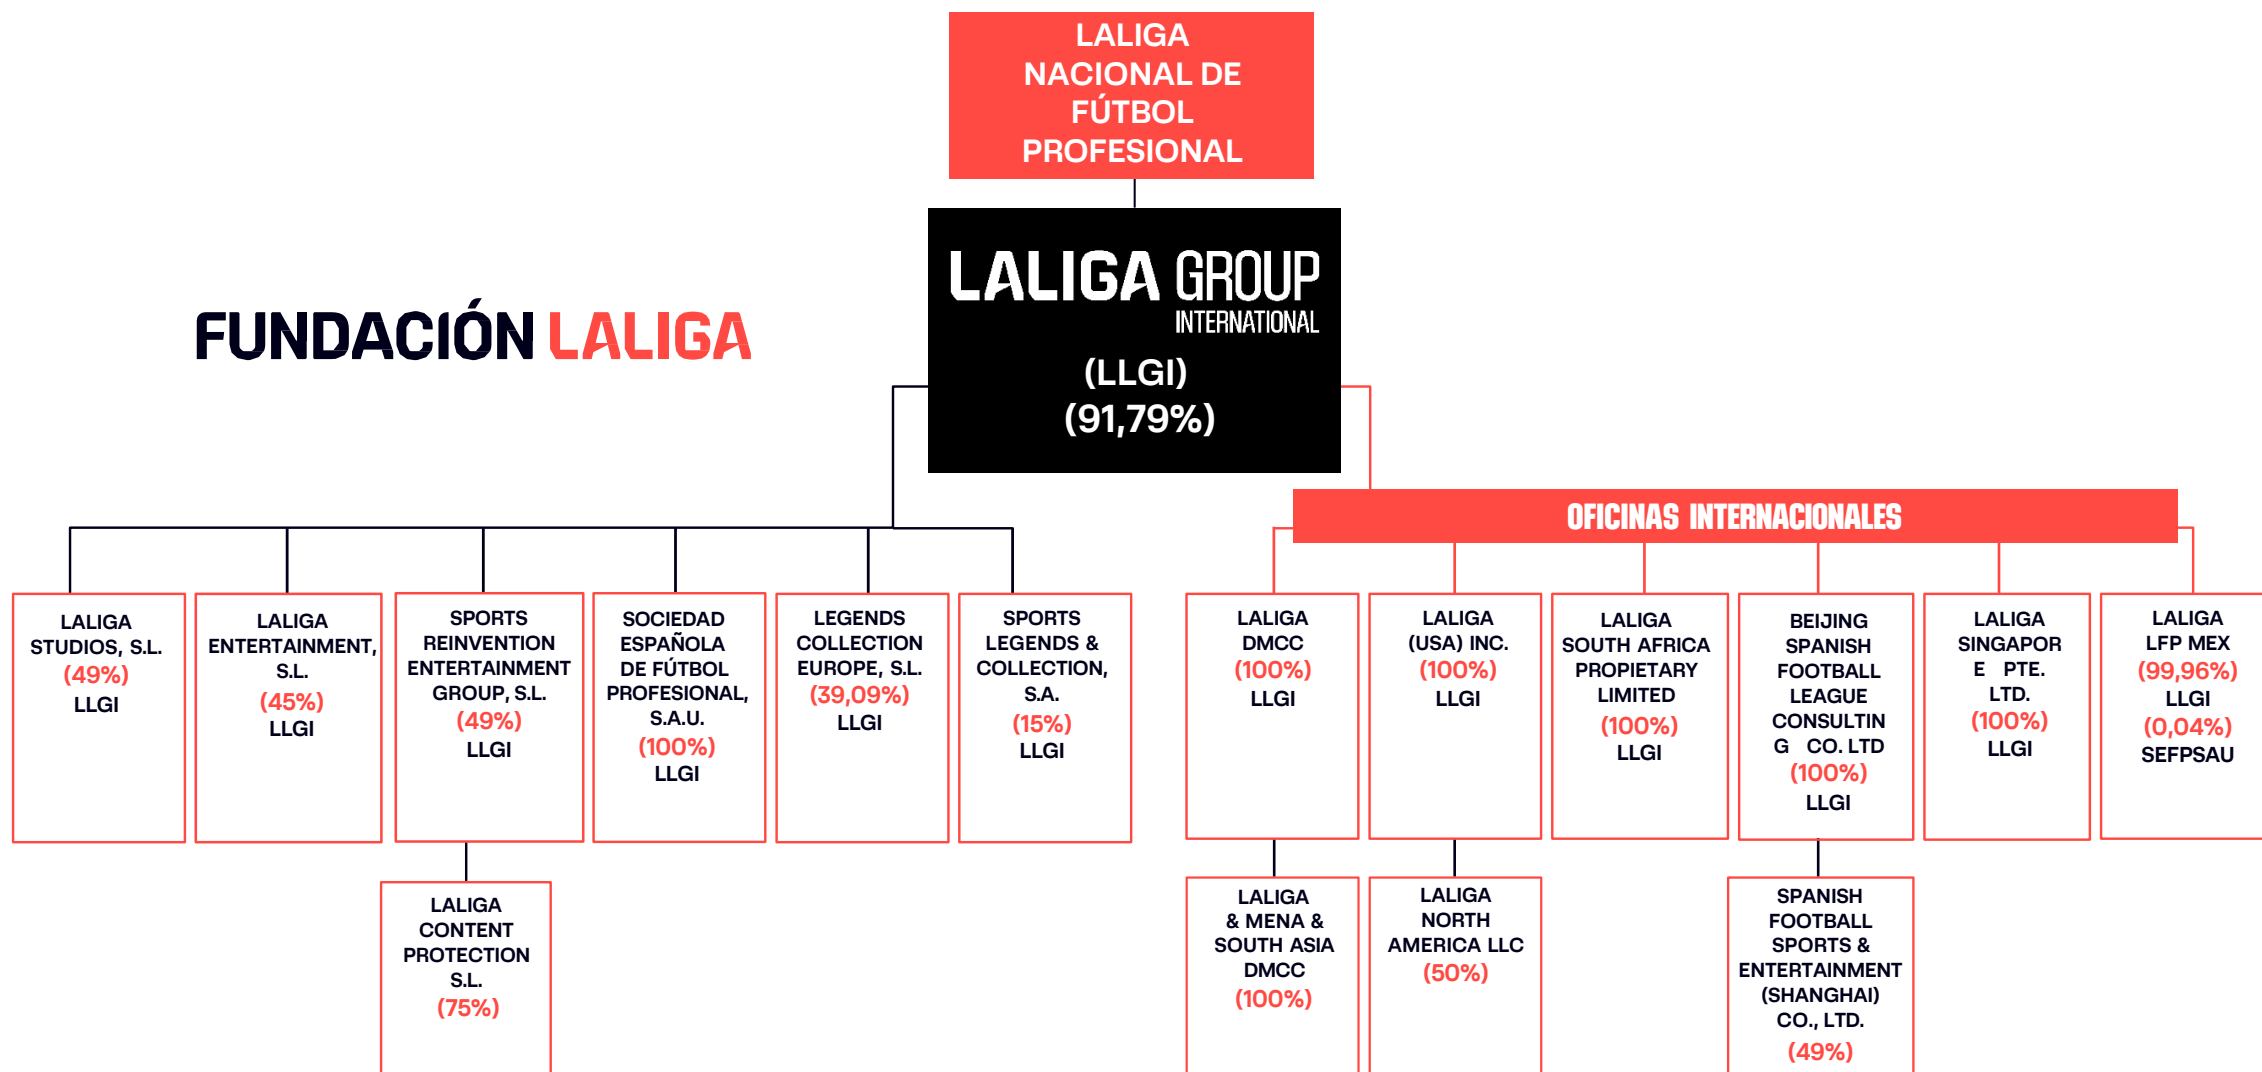 LALIGA
NACIONAL DE
FÚTBOL
PROFESIONAL
LALIGA GROUP
INTERNATIONAL
(LLGI)
(91,79%)
FUNDACIÓN LALIGA
OFICINAS INTERNACIONALES
LALIGA
STUDIOS, S.L.
(49%)
LLGI
LALIGA
ENTERTAINMENT,
S.L.
(45%)
LLGI
SPORTS
REINVENTION
ENTERTAINMENT
GROUP, S.L.
(49%)
LLGI
SOCIEDAD
ESPAÑOLA
DE FÚTBOL
PROFESIONAL,
S.A.U.
(100%)
LLGI
LEGENDS
COLLECTION
EUROPE, S.L.
(39,09%)
LLGI
SPORTS
LEGENDS &
COLLECTION,
S.A.
(15%)
LLGI
LALIGA
DMCC
(100%)
LLGI
LALIGA
(USA) INC.
(100%)
LLGI
LALIGA
SOUTH AFRICA
PROPIETARY
LIMITED
(100%)
LLGI
BEIJING
SPANISH
FOOTBALL
LEAGUE
CONSULTIN
G CO. LTD
(100%)
LLGI
LALIGA
SINGAPOR
E PTE.
LTD.
(100%)
LLGI
LALIGA
LFP MEX
(99,96%)
LLGI
(0,04%)
SEFPSAU
LALIGA
CONTENT
PROTECTION
S.L.
(75%)
LALIGA
& MENA &
SOUTH ASIA
DMCC
(100%)
LALIGA
NORTH
AMERICA LLC
(50%)
SPANISH
FOOTBALL
SPORTS &
ENTERTAINMENT
(SHANGHAI)
CO., LTD.
(49%)